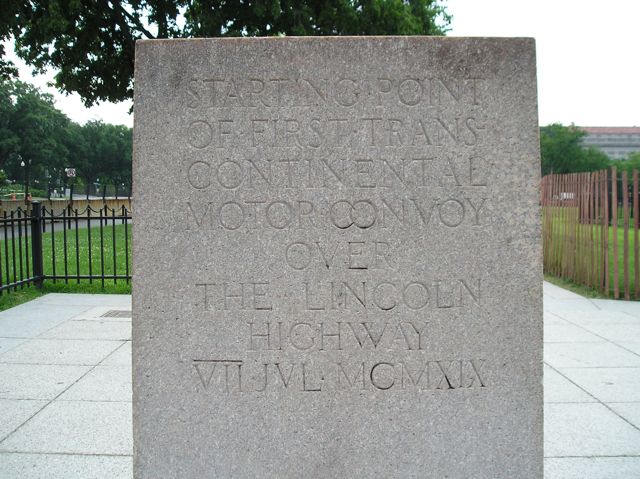 STARTING·POINT
OF·FIRST·TRANS-
CONTINENTAL
MOTOR·CONVOY
OVER
THE·LINCOLN
HIGHWAY
VII·JVL·MCMXIX